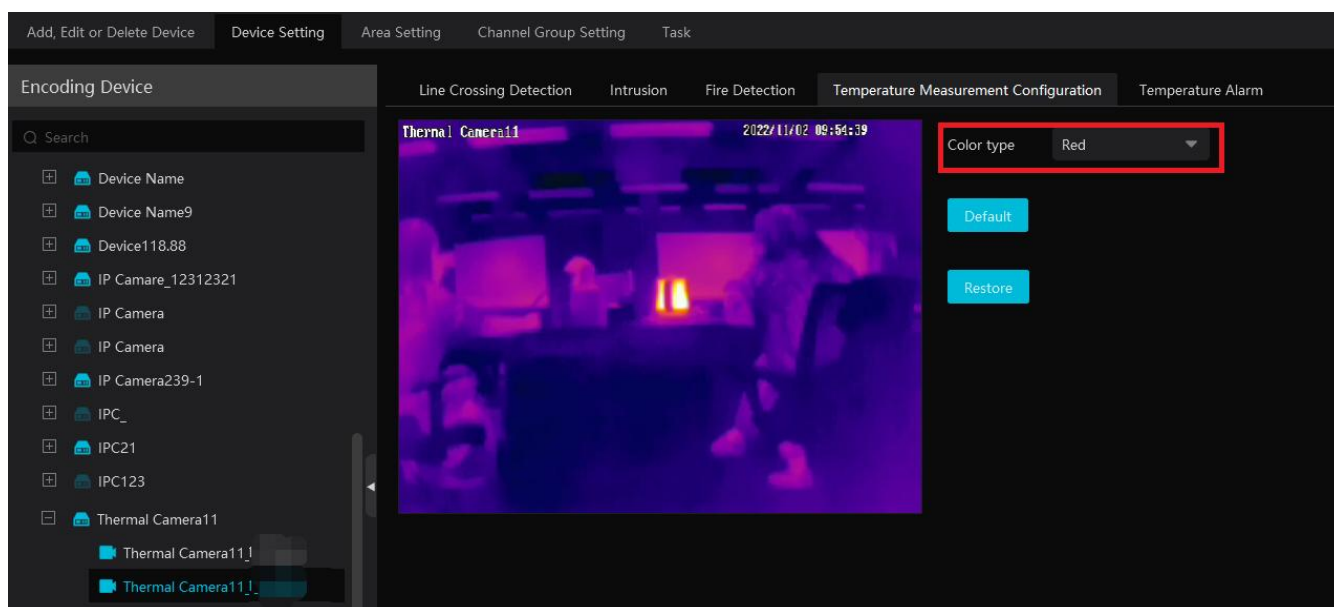 Add, Edit or Delete Device Device Setting Area Setting Channel Group Setting Task
Encoding Device
Line Crossing Detection Intrusion Fire Detection Temperature Measurement Configuration Temperature Alarm
Search
Thermal Camera11 2022/11/02 09:54:39
Color type Red
Default
Restore
Device Name
Device Name9
Device118.88
IP Camare_12312321
IP Camera
IP Camera
IP Camera239-1
IPC_
IPC21
IPC123
Thermal Camera11
Thermal Camera11_
Thermal Camera11_